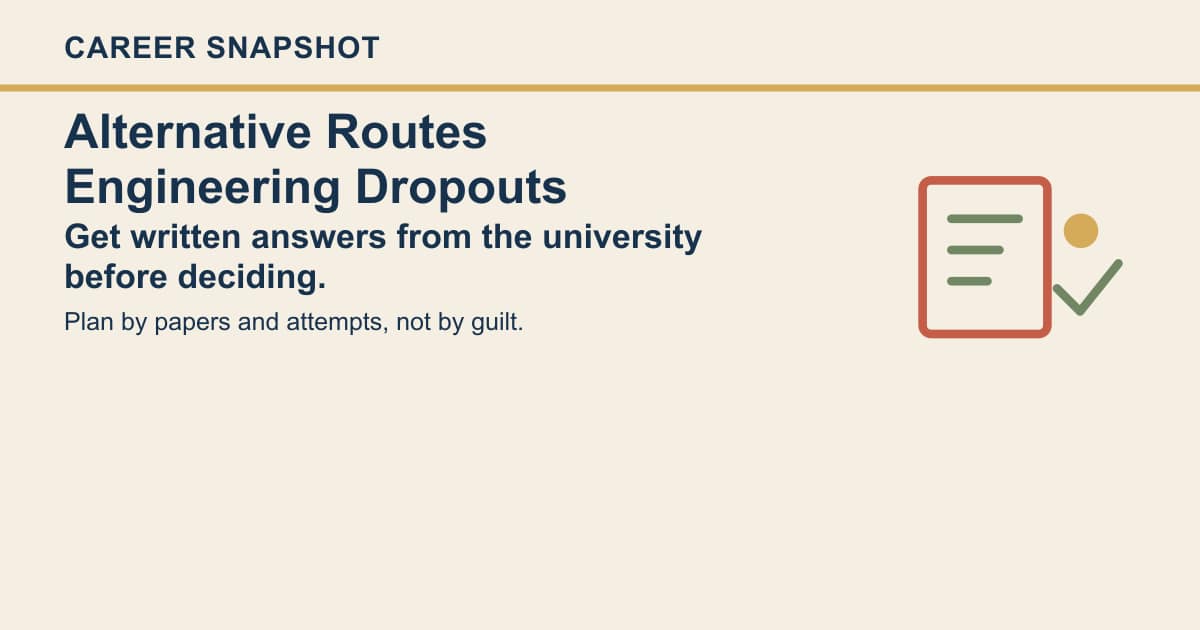 CAREER SNAPSHOT
Alternative Routes
Engineering Dropouts
Get written answers from the university
before deciding.
Plan by papers and attempts, not by guilt.